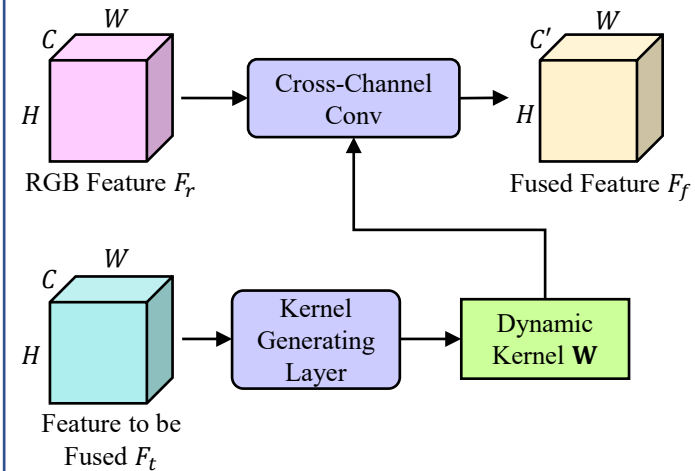 C
W
H
RGB Feature F_r
Cross-Channel
Conv
C′
W
H
Fused Feature F_f
C
W
H
Feature to be
Fused F_t
Kernel
Generating
Layer
Dynamic
Kernel W